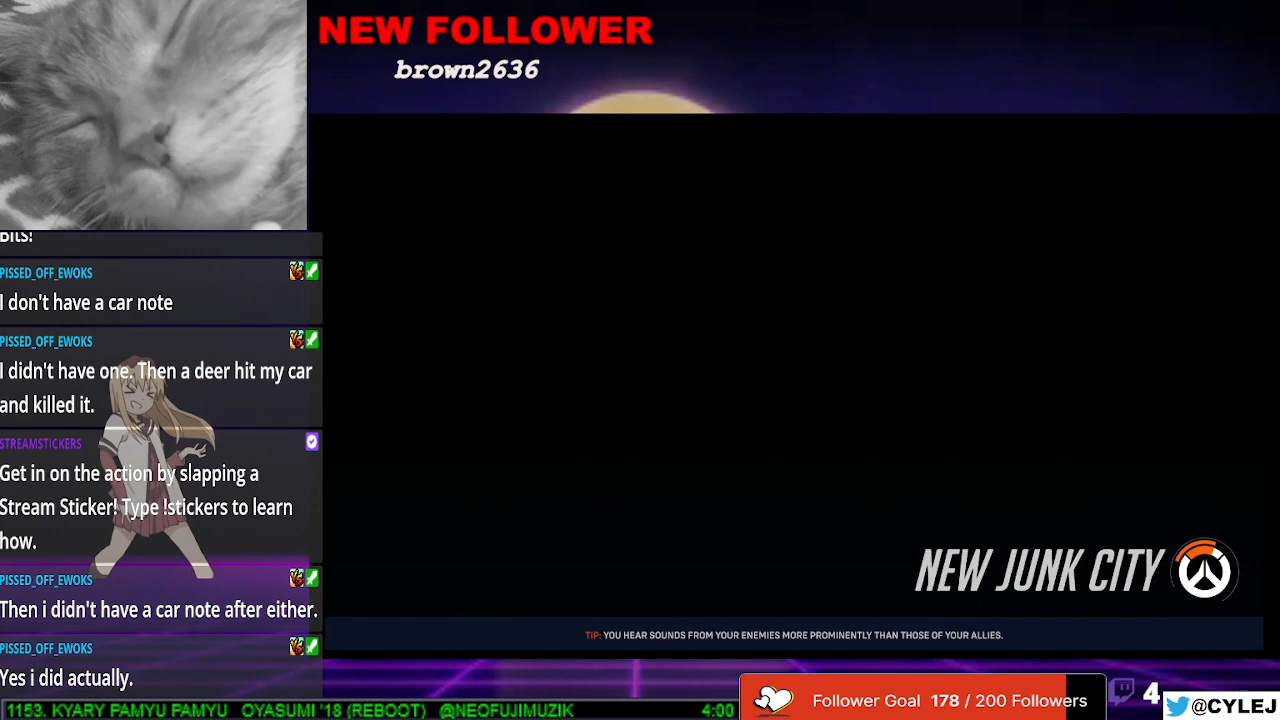 NEW FOLLOWER
brown2636
Bits!
PISSED_OFF_EWOKS
I don't have a car note
PISSED_OFF_EWOKS
I didn't have one. Then a deer hit my car
and killed it.
STREAMSTICKERS
Get in on the action by slapping a
Stream Sticker! Type !stickers to learn
how.
PISSED_OFF_EWOKS
Then i didn't have a car note after either.
PISSED_OFF_EWOKS
Yes i did actually.
NEW JUNK CITY
TIP: YOU HEAR SOUNDS FROM YOUR ENEMIES MORE PROMINENTLY THAN THOSE OF YOUR ALLIES.
1153. KYARY PAMYU PAMYU OYASUMI '18 (REBOOT) @NEOFUJIMUZIK 4:00
Follower Goal 178 / 200 Followers
4
@CYLEJ